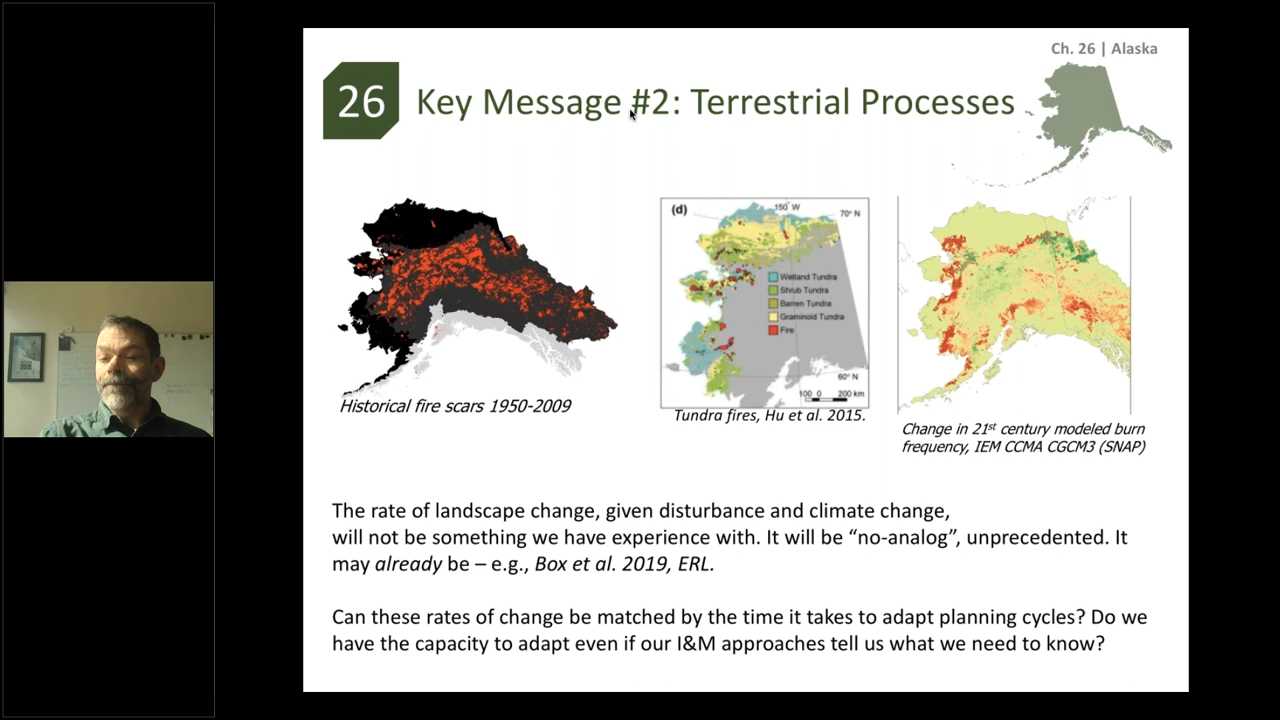 Ch. 26 | Alaska
26
Key Message #2: Terrestrial Processes
(d)
150° W
70° N
Wetland Tundra
Shrub Tundra
Barren Tundra
Graminoid Tundra
Fire
60° N
100 0 200 km
Historical fire scars 1950-2009
Tundra fires, Hu et al. 2015.
Change in 21st century modeled burn
frequency, IEM CCMA CGCM3 (SNAP)
The rate of landscape change, given disturbance and climate change,
will not be something we have experience with. It will be “no-analog”, unprecedented. It
may already be – e.g., Box et al. 2019, ERL.
Can these rates of change be matched by the time it takes to adapt planning cycles? Do we
have the capacity to adapt even if our I&M approaches tell us what we need to know?